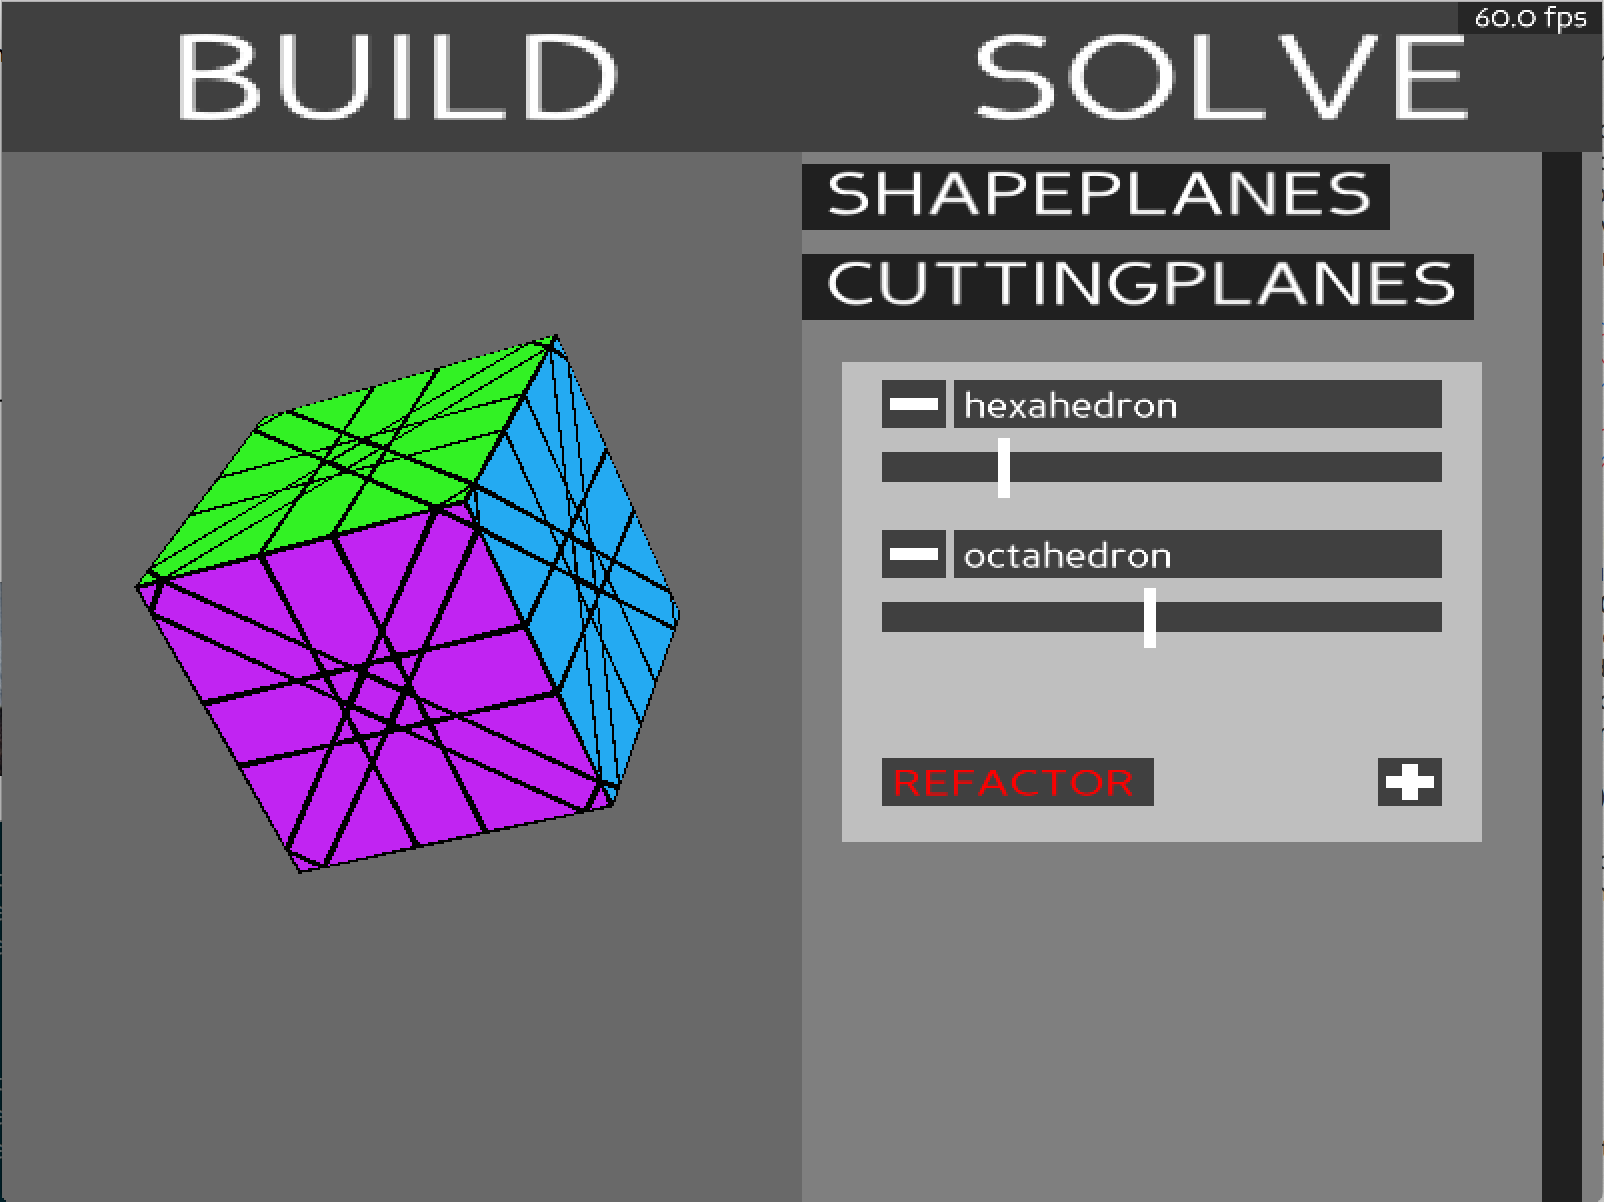 60.0 fps
BUILD
SOLVE
SHAPEPLANES
CUTTINGPLANES
hexahedron
octahedron
REFACTOR